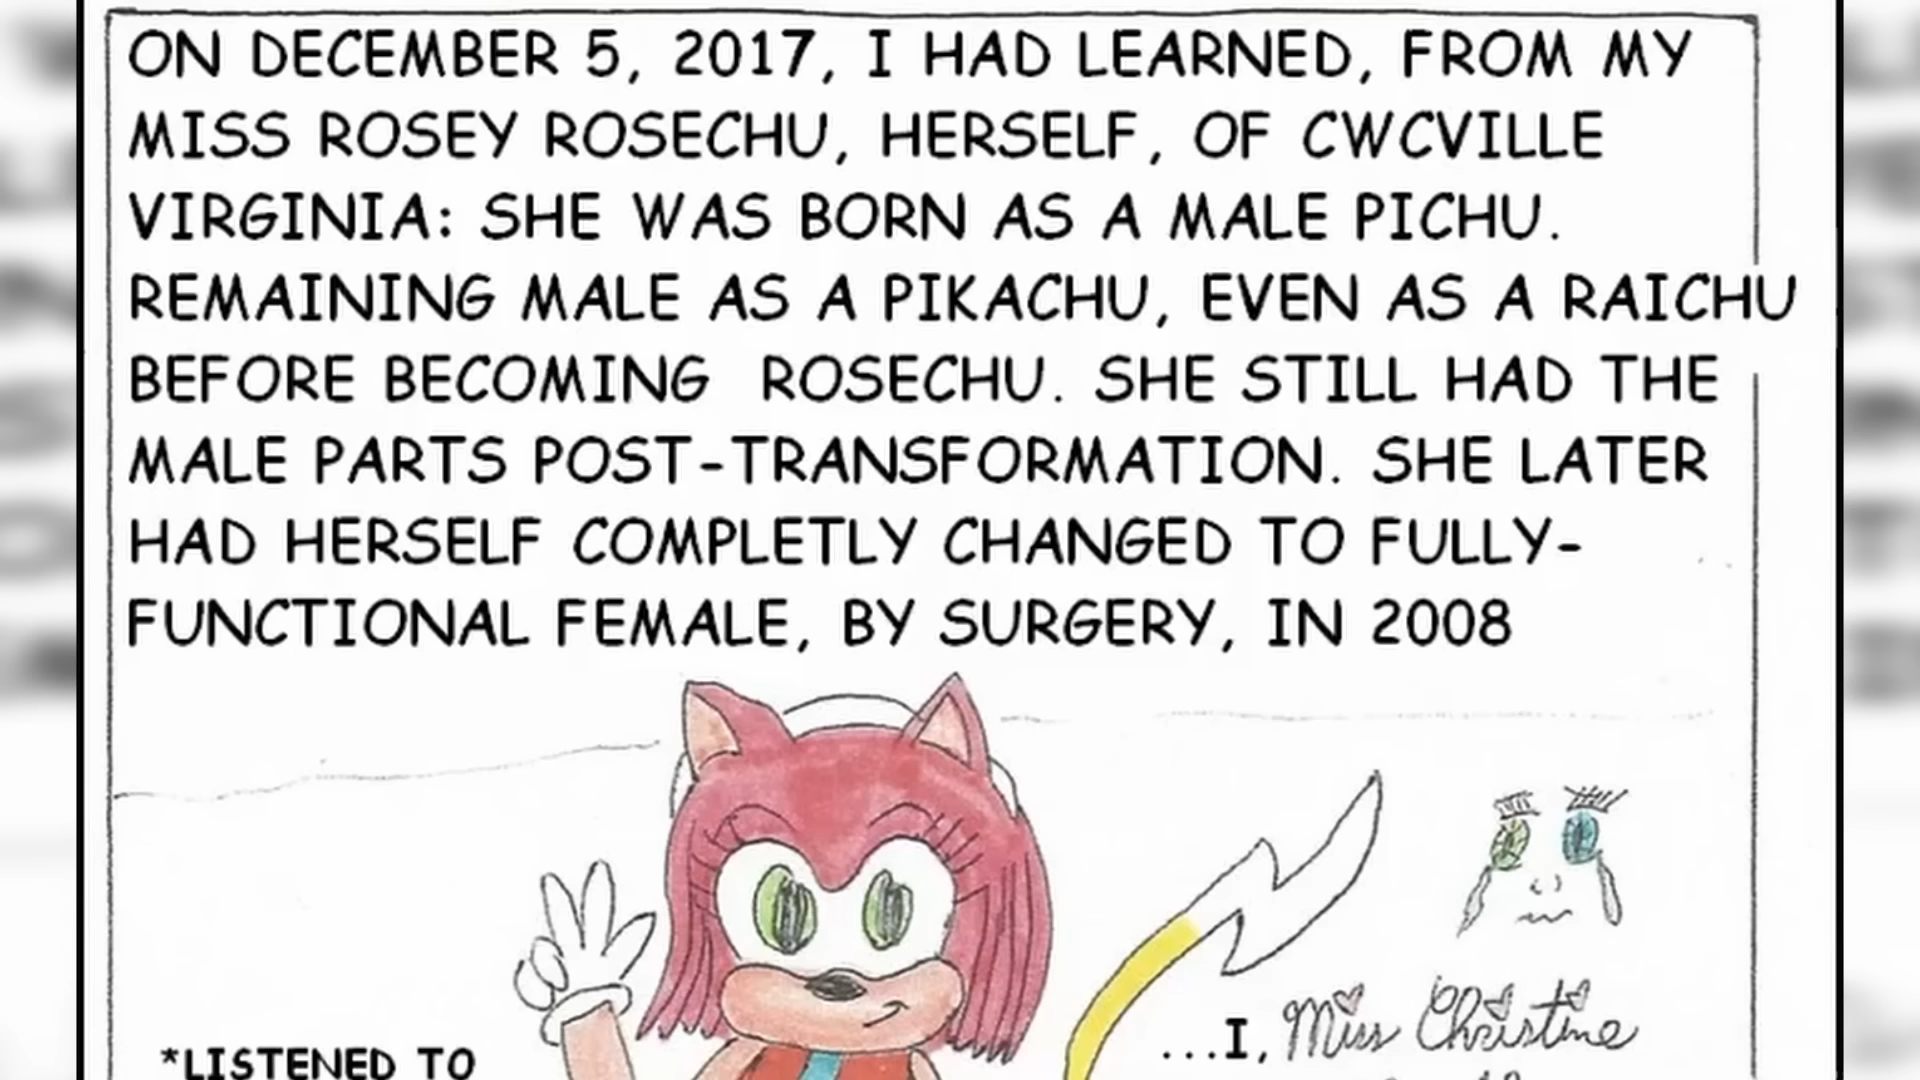 ON DECEMBER 5, 2017, I HAD LEARNED, FROM MY
MISS ROSEY ROSECHU, HERSELF, OF CWCVILLE
VIRGINIA: SHE WAS BORN AS A MALE PICHU.
REMAINING MALE AS A PIKACHU, EVEN AS A RAICHU
BEFORE BECOMING ROSECHU. SHE STILL HAD THE
MALE PARTS POST-TRANSFORMATION. SHE LATER
HAD HERSELF COMPLETLY CHANGED TO FULLY-
FUNCTIONAL FEMALE, BY SURGERY, IN 2008
...I, Miss Christine
*LISTENED TO